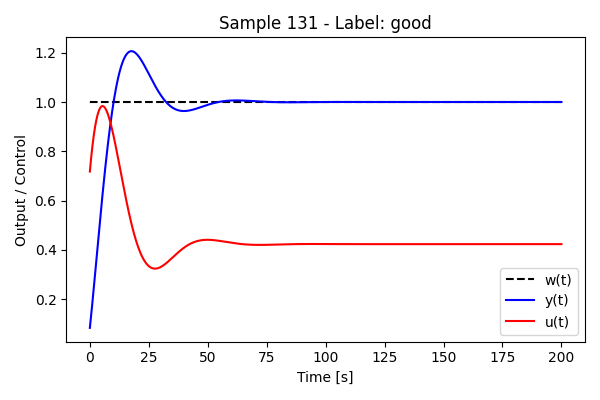 Sample 131 - Label: good
Output / Control
1.2
1.0
0.8
0.6
0.4
0.2
0 25 50 75 100 125 150 175 200
Time [s]
w(t)
y(t)
u(t)